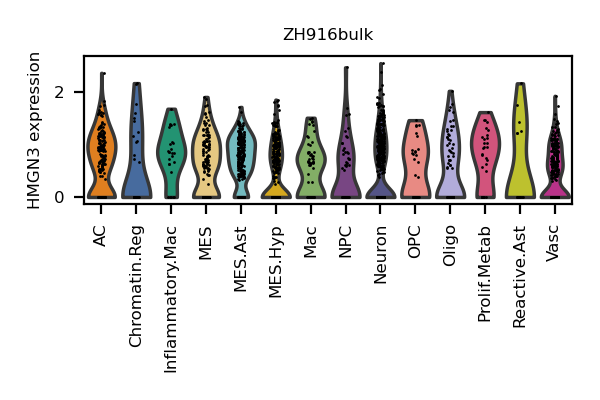 ZH916bulk
HMGN3 expression
2
0
AC
Chromatin.Reg
Inflammatory.Mac
MES
MES.Ast
MES.Hyp
Mac
NPC
Neuron
OPC
Oligo
Prolif.Metab
Reactive.Ast
Vasc